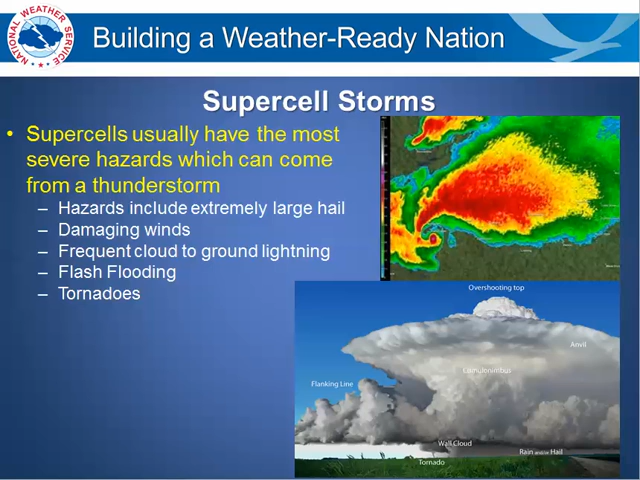 NATIONAL WEATHER SERVICE
Building a Weather-Ready Nation
Supercell Storms
• Supercells usually have the most
severe hazards which can come
from a thunderstorm
– Hazards include extremely large hail
– Damaging winds
– Frequent cloud to ground lightning
– Flash Flooding
– Tornadoes
Overshooting top
Anvil
Cumulonimbus
Flanking Line
Wall Cloud
Rain and/or Hail
Tornado